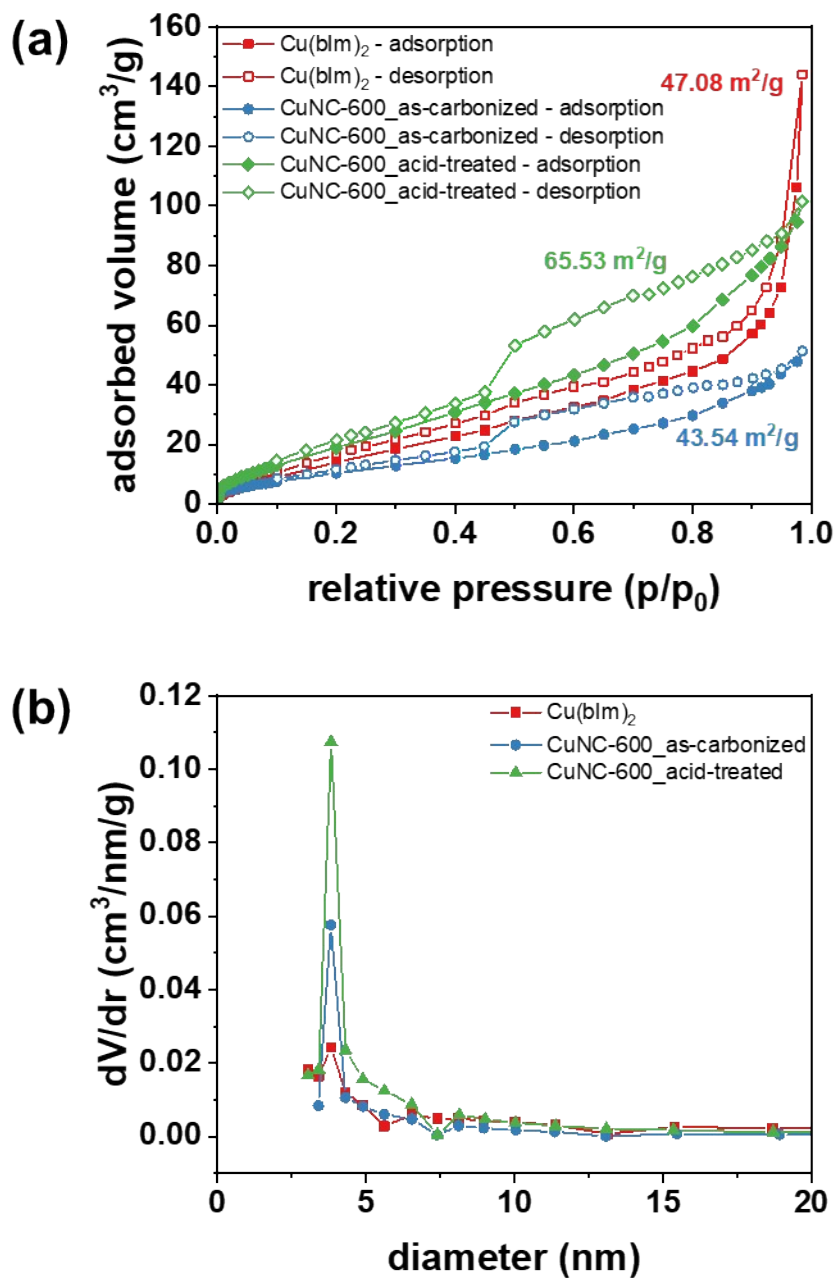 (a)
160
140
120
100
80
60
40
20
0
adsorbed volume (cm³/g)
Cu(bIm)₂ - adsorption
Cu(bIm)₂ - desorption
CuNC-600_as-carbonized - adsorption
CuNC-600_as-carbonized - desorption
CuNC-600_acid-treated - adsorption
CuNC-600_acid-treated - desorption
47.08 m²/g
65.53 m²/g
43.54 m²/g
0.0 0.2 0.4 0.6 0.8 1.0
relative pressure (p/p₀)
(b)
0.12
0.10
0.08
0.06
0.04
0.02
0.00
dV/dr (cm³/nm/g)
Cu(bIm)₂
CuNC-600_as-carbonized
CuNC-600_acid-treated
0 5 10 15 20
diameter (nm)